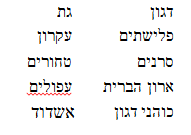 דגון גת
פלישתים עקרון
סרנים טחורים
ארון הברית עפולים
כוהני דגון אשדוד